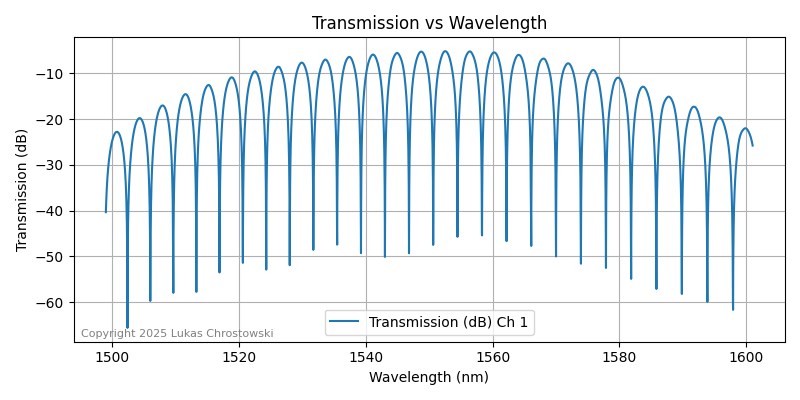 Transmission vs Wavelength
Transmission (dB)
−10
−20
−30
−40
−50
−60
Transmission (dB) Ch 1
Copyright 2025 Lukas Chrostowski
1500
1520
1540
1560
1580
1600
Wavelength (nm)